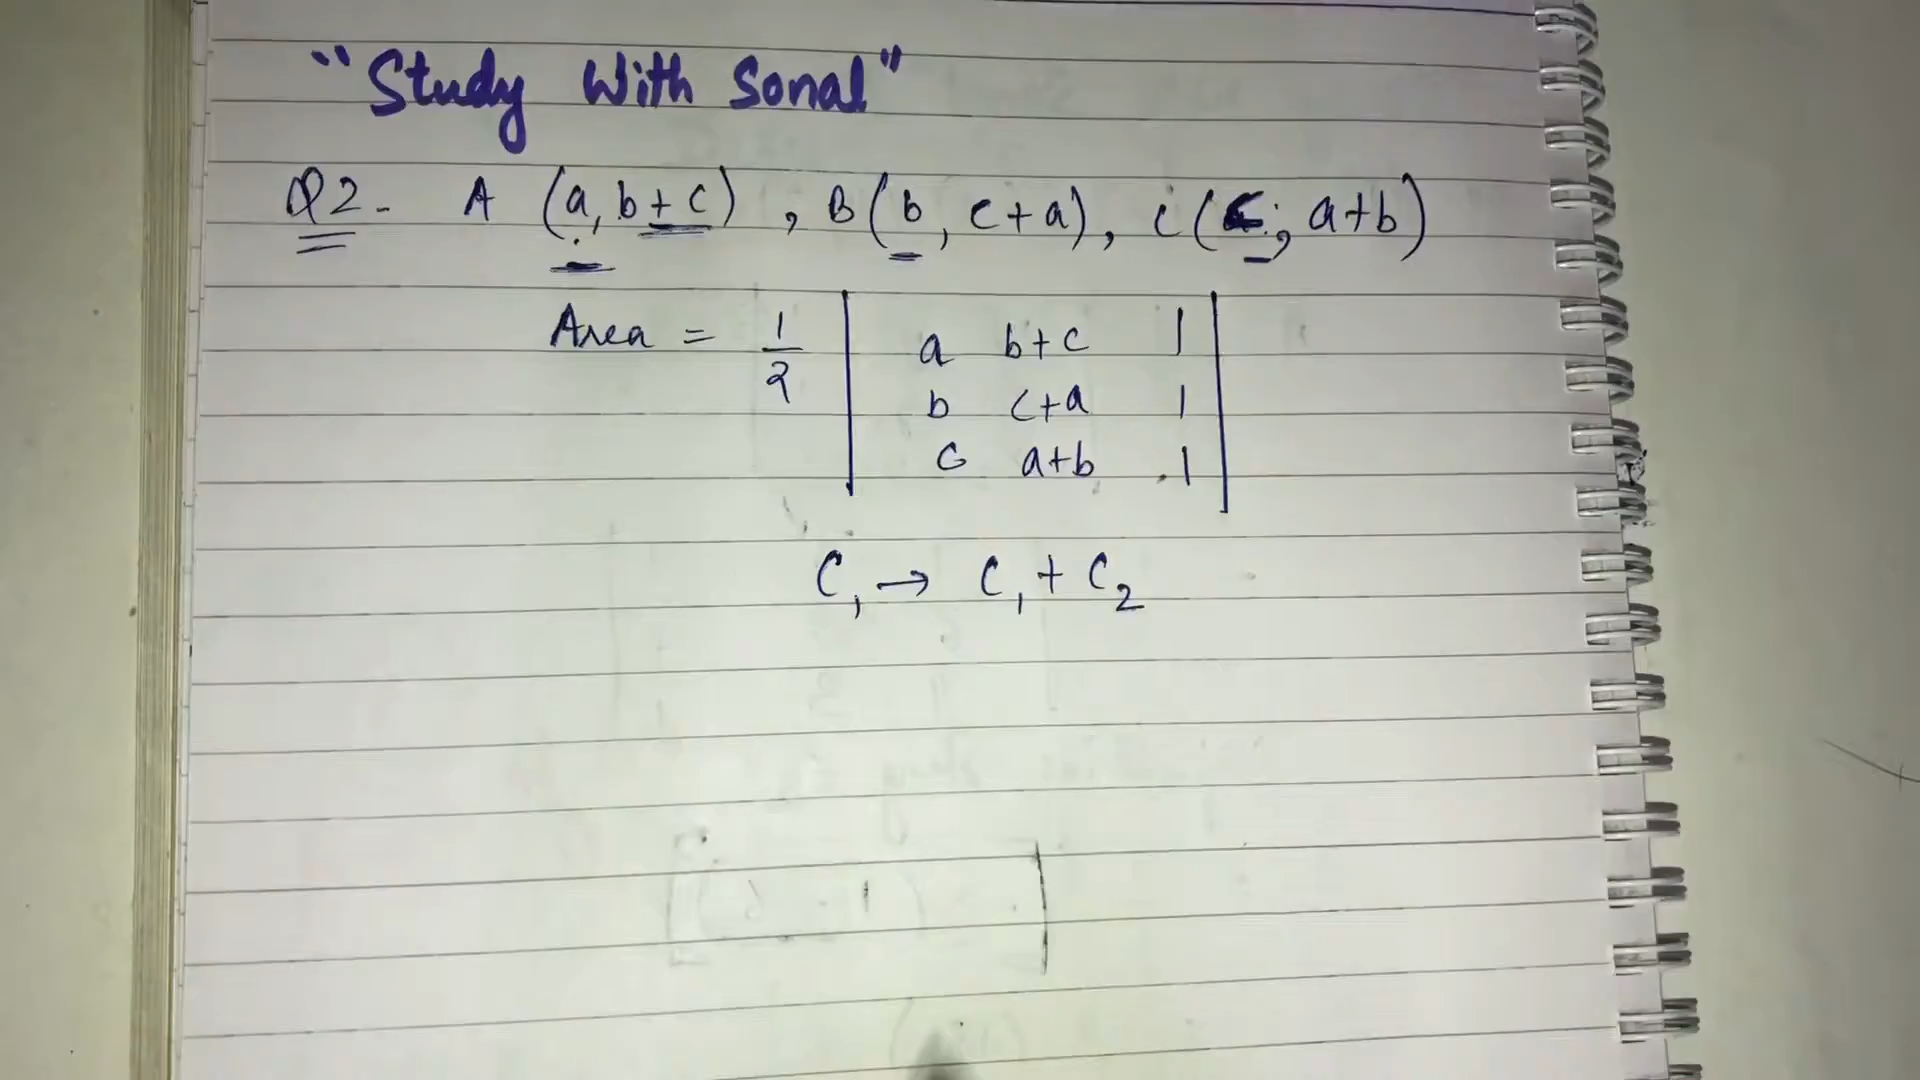 "Study With Sonal"
Q2- A (a, b+c) , B(b, c+a), C(c, a+b)
Area = 1/2 | a b+c 1 |
b c+a 1
c a+b 1
C₁ → C₁ + C₂